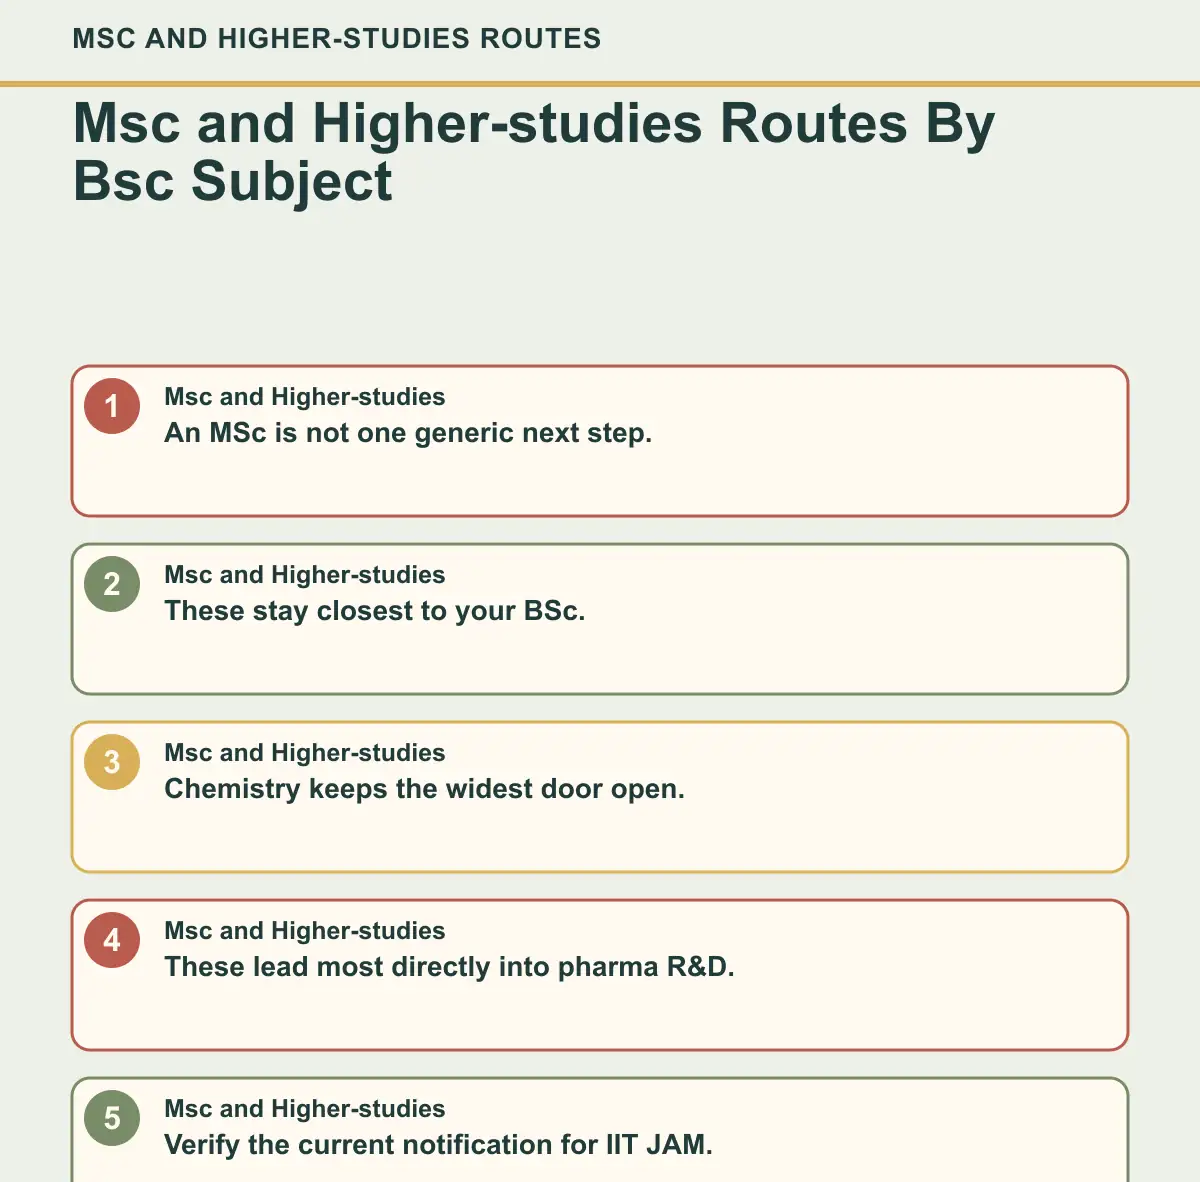 MSC AND HIGHER-STUDIES ROUTES
Msc and Higher-studies Routes By
Bsc Subject
1
Msc and Higher-studies
An MSc is not one generic next step.
2
Msc and Higher-studies
These stay closest to your BSc.
3
Msc and Higher-studies
Chemistry keeps the widest door open.
4
Msc and Higher-studies
These lead most directly into pharma R&D.
5
Msc and Higher-studies
Verify the current notification for IIT JAM.